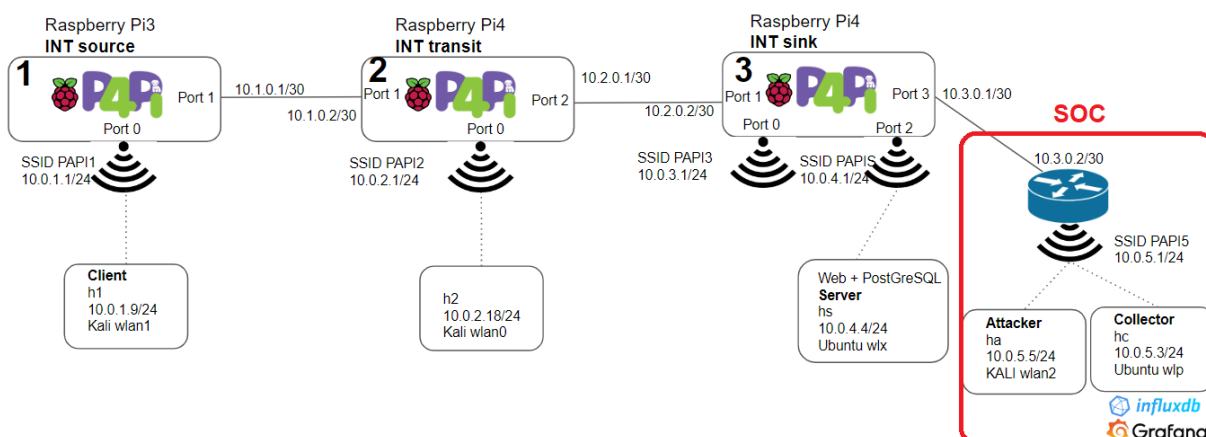 Raspberry Pi3
INT source
1
P4Pi
Port 1
Port 0
10.1.0.1/30
10.1.0.2/30
SSID PAPI1
10.0.1.1/24
Client
h1
10.0.1.9/24
Kali wlan1
Raspberry Pi4
INT transit
2
P4Pi
Port 1
Port 2
Port 0
10.2.0.1/30
10.2.0.2/30
SSID PAPI2
10.0.2.1/24
h2
10.0.2.18/24
Kali wlan0
Raspberry Pi4
INT sink
3
P4Pi
Port 1
Port 3
Port 0
Port 2
10.3.0.1/30
SSID PAPI3
10.0.3.1/24
SSID PAPIS
10.0.4.1/24
Web + PostGreSQL
Server
hs
10.0.4.4/24
Ubuntu wlx
SOC
10.3.0.2/30
SSID PAPI5
10.0.5.1/24
Attacker
ha
10.0.5.5/24
KALI wlan2
Collector
hc
10.0.5.3/24
Ubuntu wlp
influxdb
Grafana